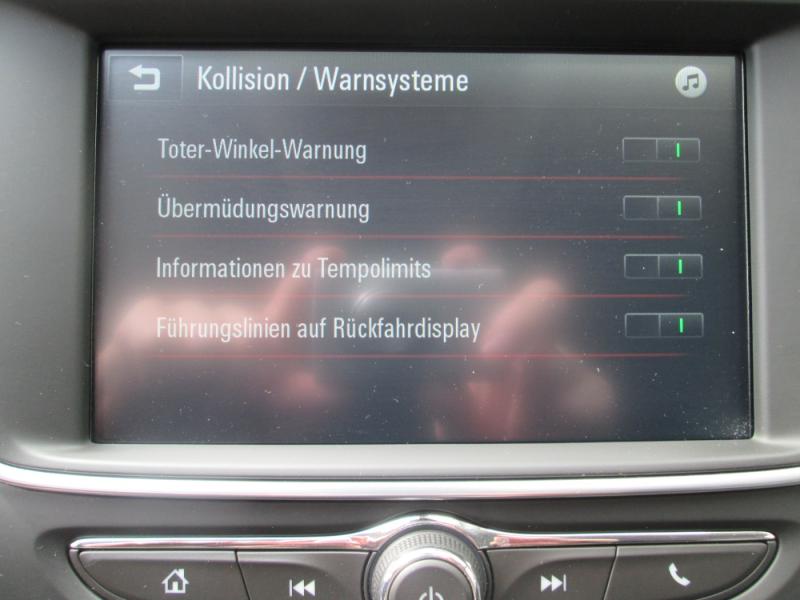 Kollision / Warnsysteme
Toter-Winkel-Warnung
Übermüdungswarnung
Informationen zu Tempolimits
Führungslinien auf Rückfahrdisplay